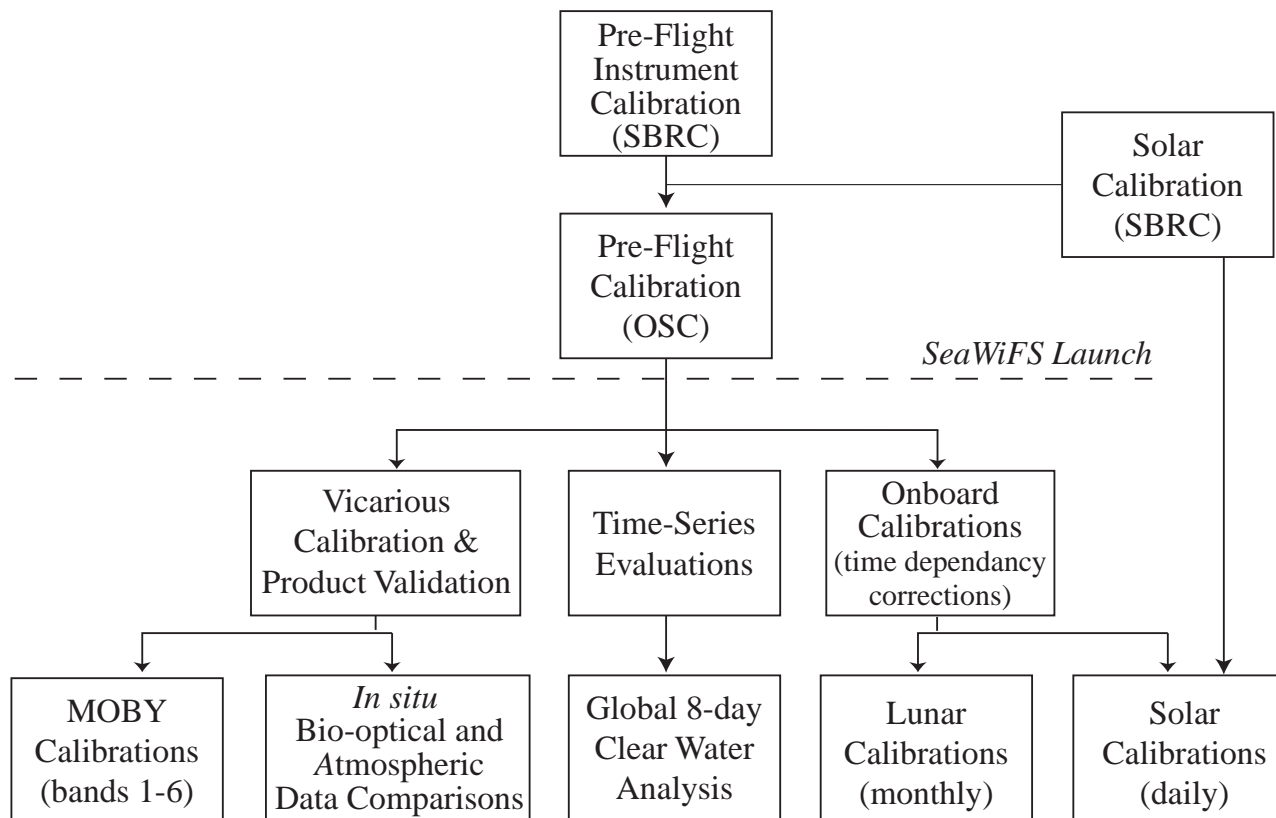 Pre-Flight
Instrument
Calibration
(SBRC)
Solar
Calibration
(SBRC)
Pre-Flight
Calibration
(OSC)
SeaWiFS Launch
Vicarious
Calibration &
Product Validation
Time-Series
Evaluations
Onboard
Calibrations
(time dependancy
corrections)
MOBY
Calibrations
(bands 1-6)
In situ
Bio-optical and
Atmospheric
Data Comparisons
Global 8-day
Clear Water
Analysis
Lunar
Calibrations
(monthly)
Solar
Calibrations
(daily)